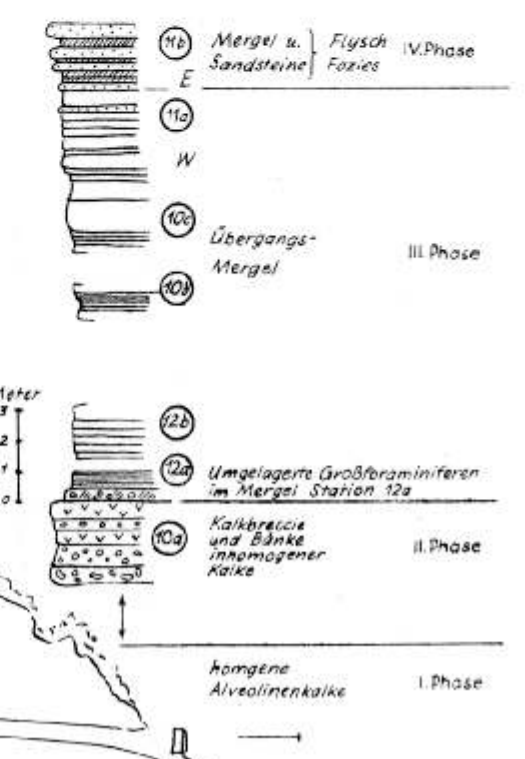 11b Mergel u. Flysch IV. Phase
Sandsteine Fazies
E
11a
W
10c
Übergangs-
Mergel III. Phase
10b
Meter
3
2
1
0
12b
12a
Umgelagerte Großforaminiferen
im Mergel Station 12a
10a
Kalkbreccie
und Bänke
inhomogener
Kalke
II. Phase
homgene
Alveolinenkalke
I. Phase